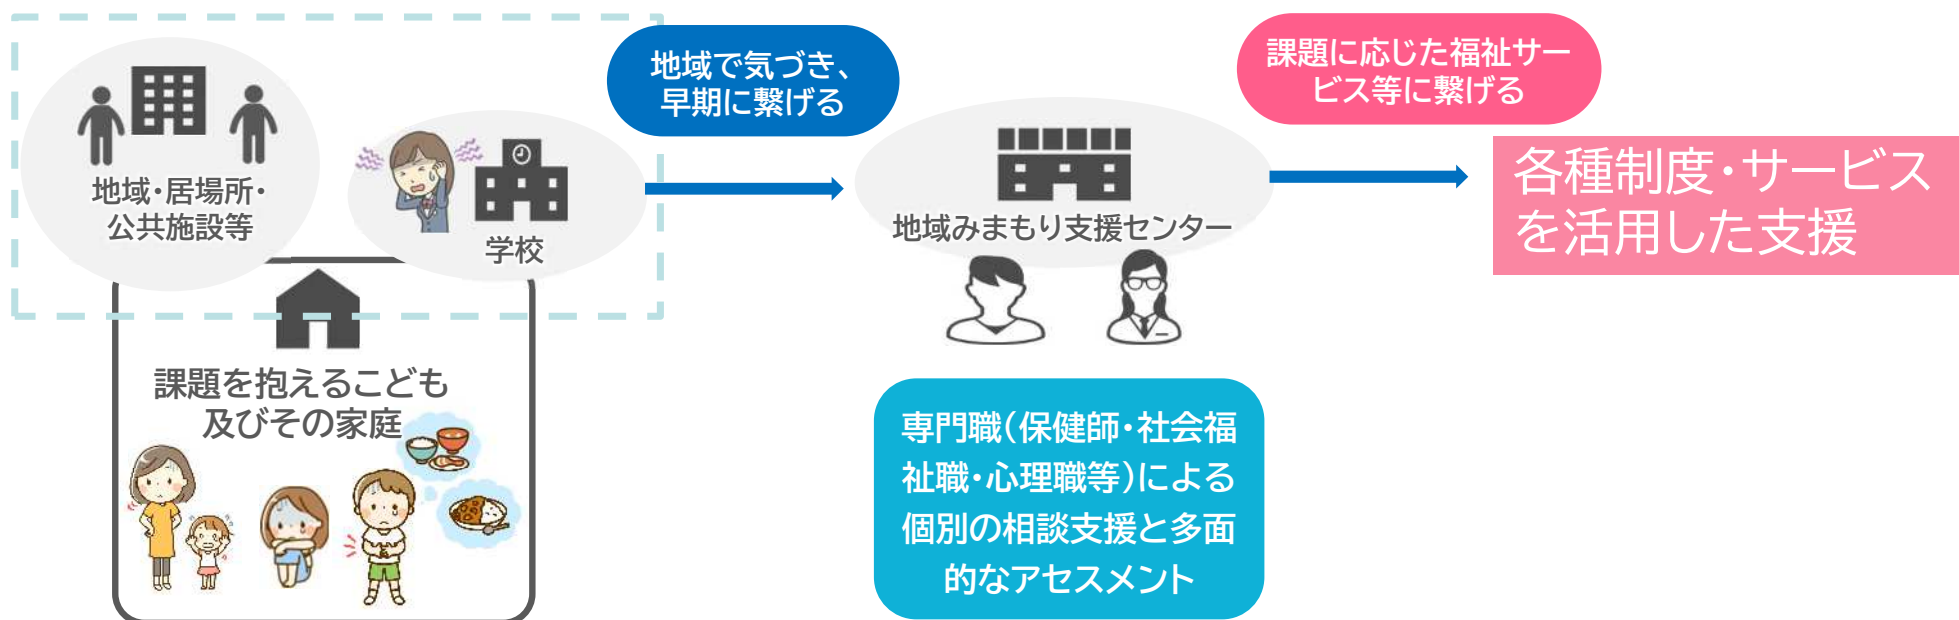 地域・居場所・
公共施設等
学校
課題を抱えるこども
及びその家庭
地域で気づき、
早期に繋げる
地域みまもり支援センター
専門職(保健師・社会福
祉職・心理職等)による
個別の相談支援と多面
的なアセスメント
課題に応じた福祉サー
ビス等に繋げる
各種制度・サービス
を活用した支援